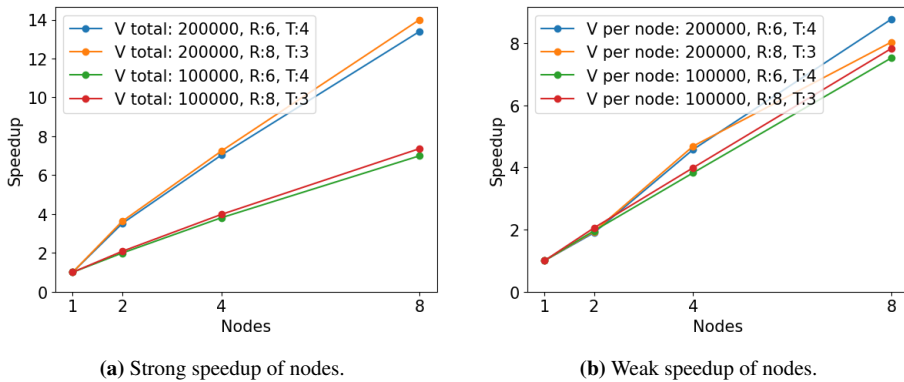 14
12
10
8
6
4
2
0
Speedup
V total: 200000, R:6, T:4
V total: 200000, R:8, T:3
V total: 100000, R:6, T:4
V total: 100000, R:8, T:3
1 2 4 8
Nodes
(a) Strong speedup of nodes.
8
6
4
2
0
Speedup
V per node: 200000, R:6, T:4
V per node: 200000, R:8, T:3
V per node: 100000, R:6, T:4
V per node: 100000, R:8, T:3
1 2 4 8
Nodes
(b) Weak speedup of nodes.